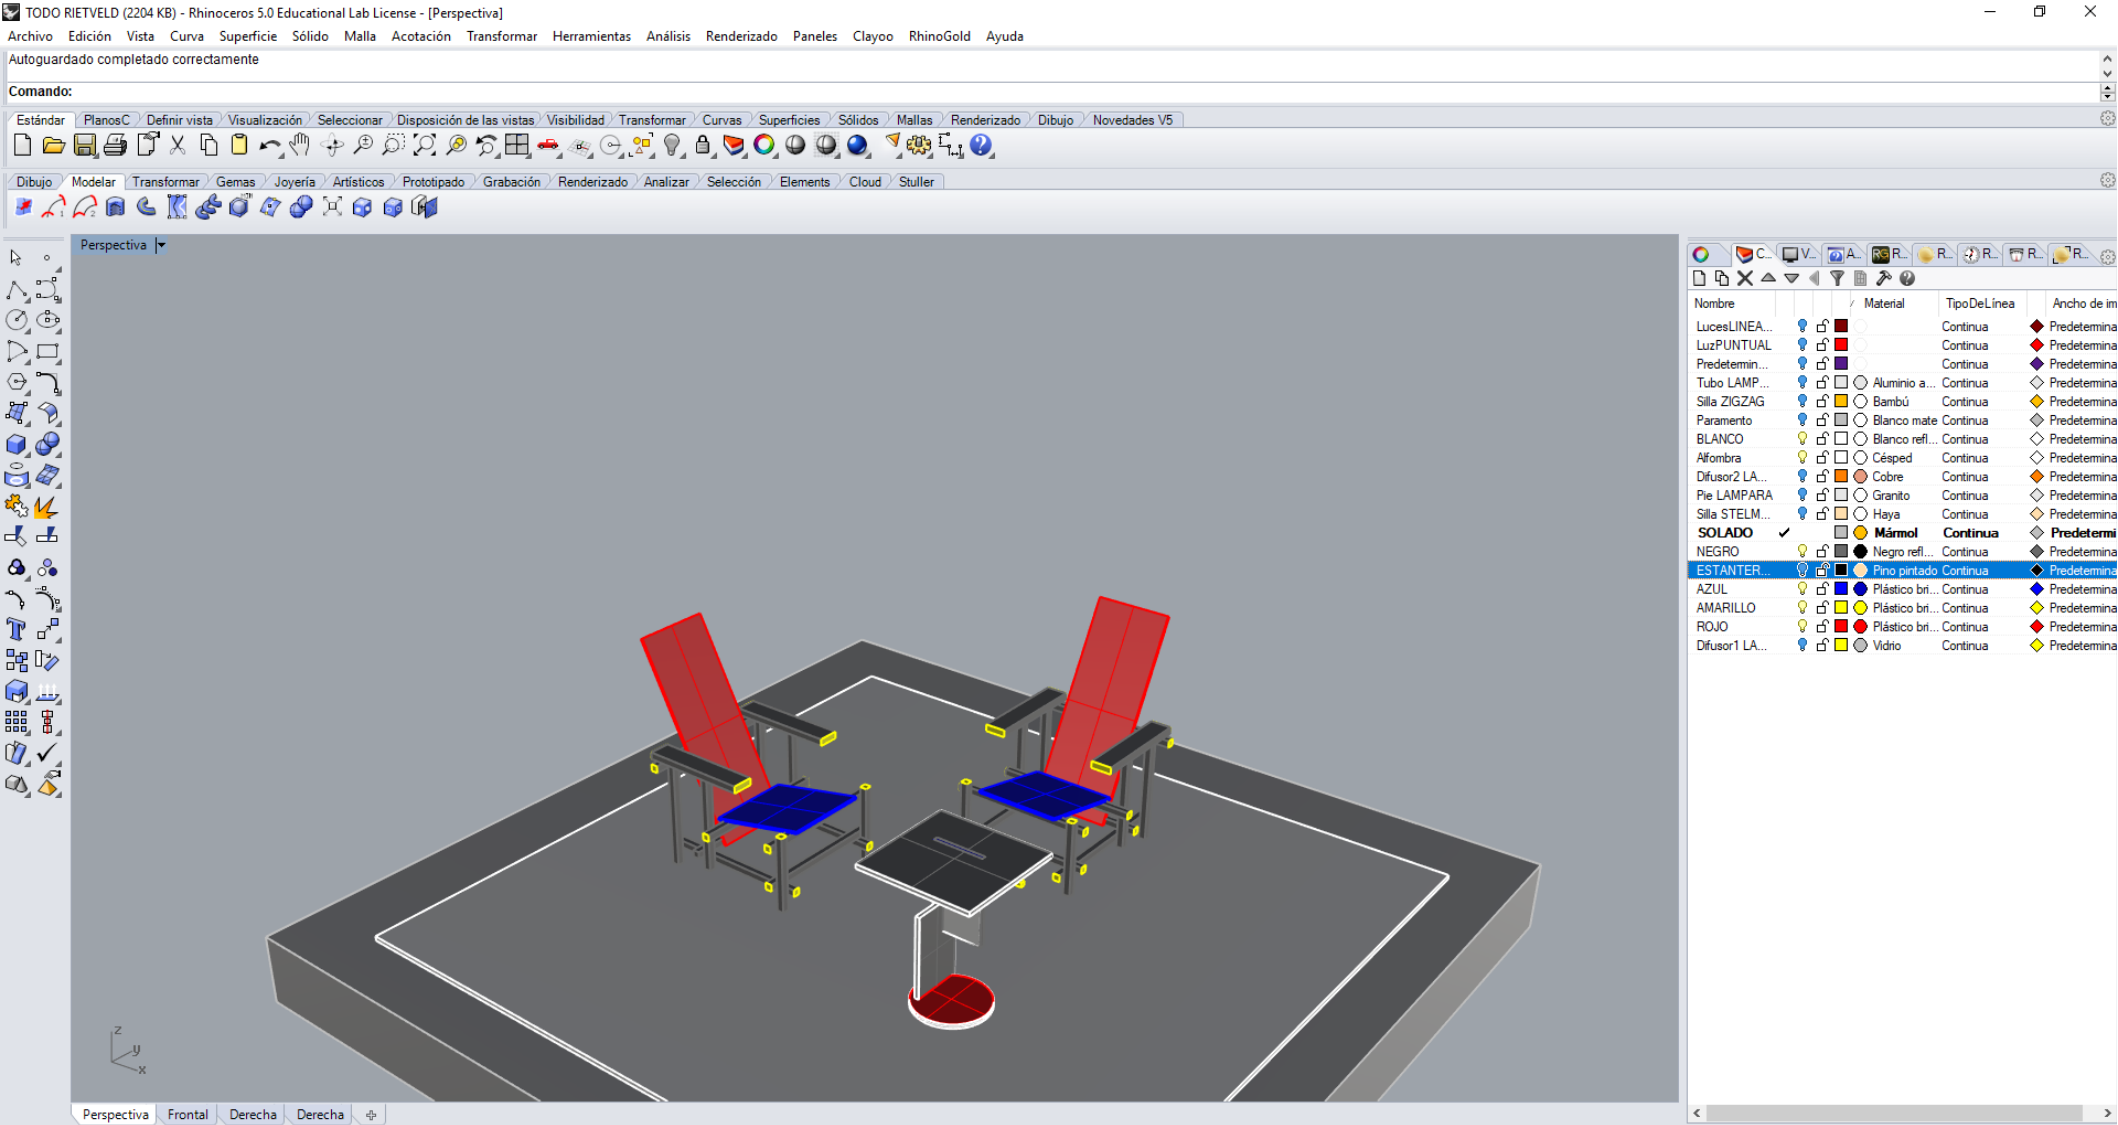 TODO RIETVELD (2204 KB) - Rhinoceros 5.0 Educational Lab License - [Perspectiva]
Archivo Edición Vista Curva Superficie Sólido Malla Acotación Transformar Herramientas Análisis Renderizado Paneles Clayoo RhinoGold Ayuda
Autoguardado completado correctamente
Comando:
Estándar PlanosC Definir vista Visualización Seleccionar Disposición de las vistas Visibilidad Transformar Curvas Superficies Sólidos Mallas Renderizado Dibujo Novedades V5
Dibujo Modelar Transformar Gemas Joyería Artísticos Prototipado Grabación Renderizado Analizar Selección Elements Cloud Stuller
Perspectiva
C... V... A... R... R... R... R... R...
Nombre Material TipoDeLínea Ancho de im
LucesLINEA... Continua Predetermina
LuzPUNTUAL Continua Predetermina
Predetermin... Continua Predetermina
Tubo LAMP... Aluminio a... Continua Predetermina
Silla ZIGZAG Bambú Continua Predetermina
Paramento Blanco mate Continua Predetermina
BLANCO Blanco refl... Continua Predetermina
Alfombra Césped Continua Predetermina
Difusor2 LA... Cobre Continua Predetermina
Pie LAMPARA Granito Continua Predetermina
Silla STELM... Haya Continua Predetermina
SOLADO Mármol Continua Predetermi
NEGRO Negro refl... Continua Predetermina
ESTANTER... Pino pintado Continua Predetermina
AZUL Plástico bri... Continua Predetermina
AMARILLO Plástico bri... Continua Predetermina
ROJO Plástico bri... Continua Predetermina
Difusor1 LA... Vidrio Continua Predetermina
z
y
x
Perspectiva Frontal Derecha Derecha